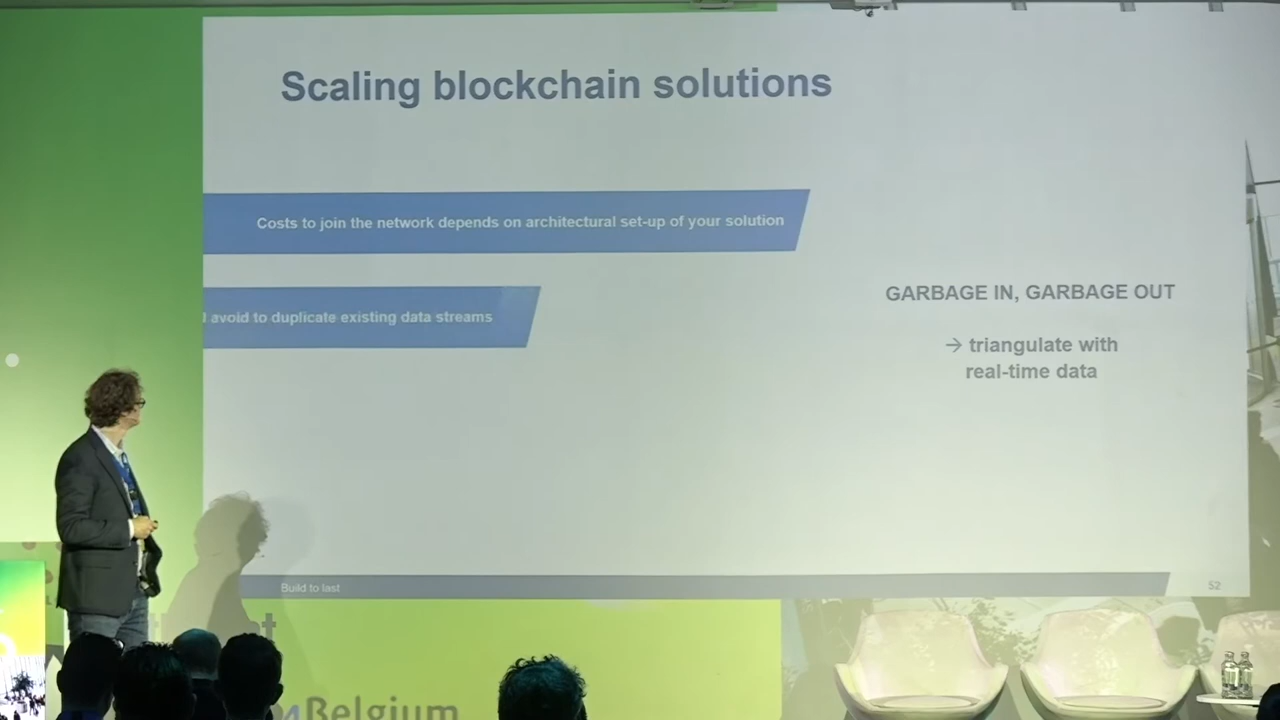 Scaling blockchain solutions
Costs to join the network depends on architectural set-up of your solution
avoid to duplicate existing data streams
GARBAGE IN, GARBAGE OUT
→ triangulate with
real-time data
Build to last
52
Belgium